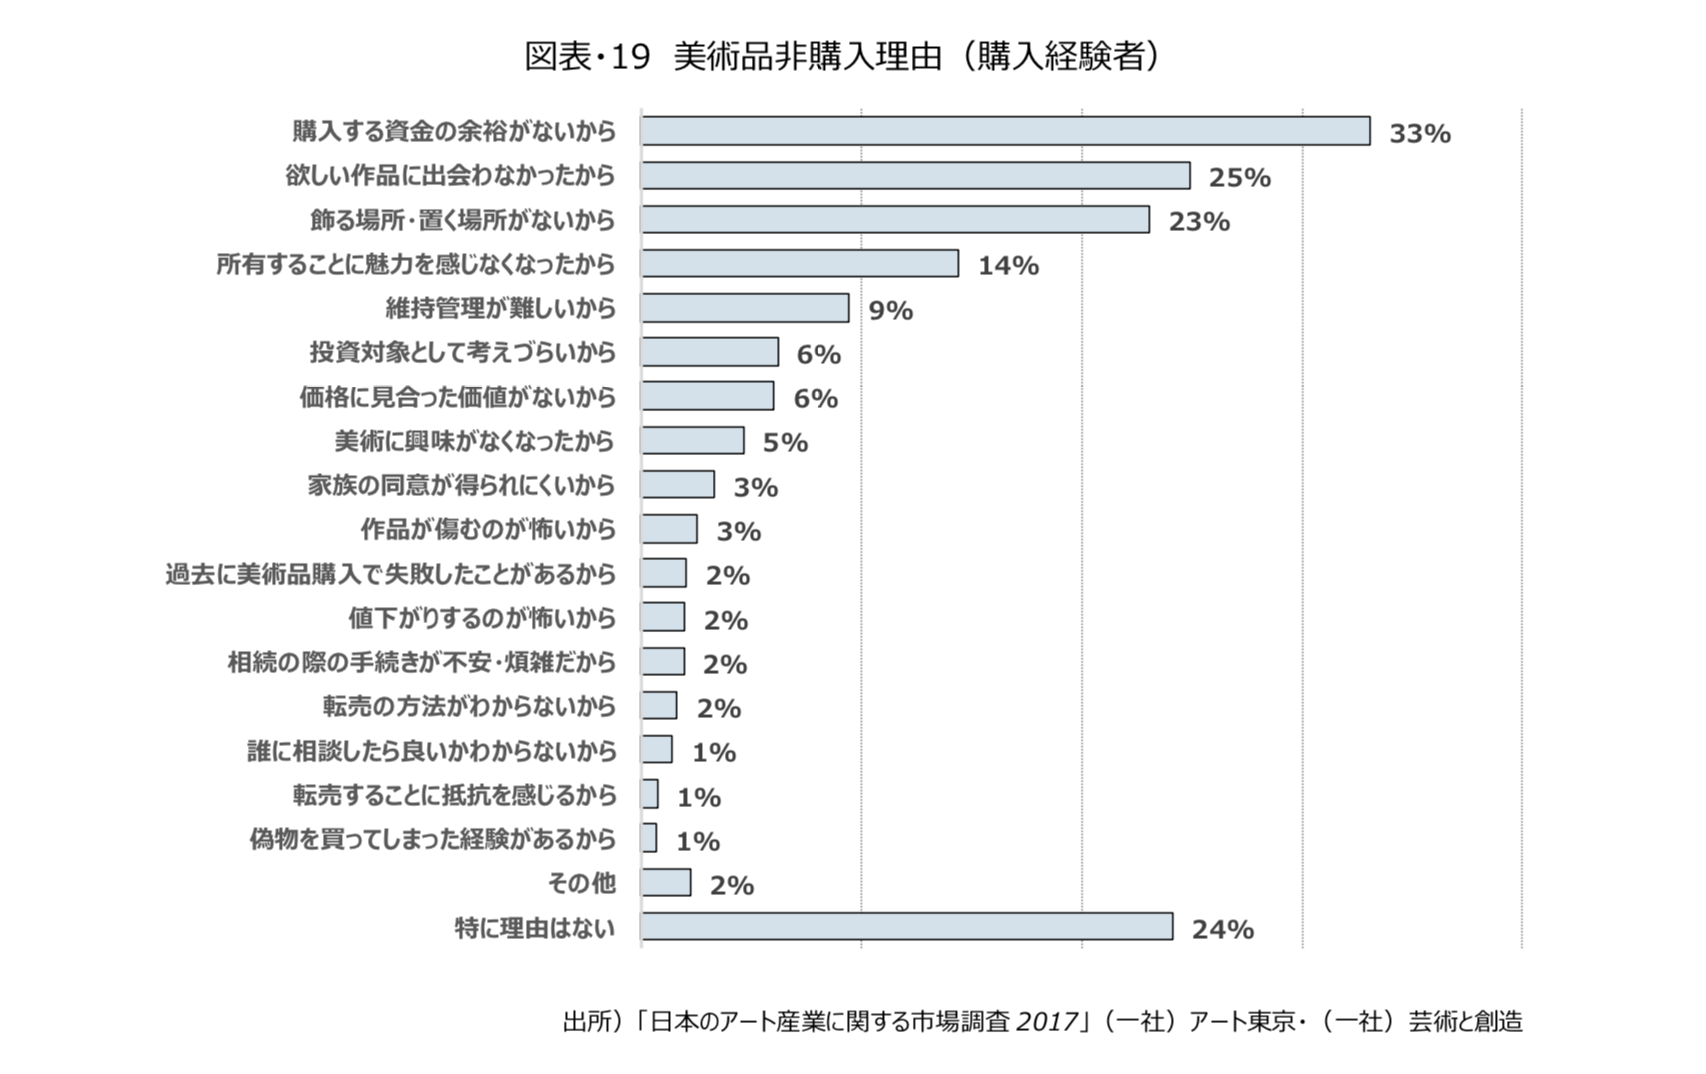 図表・19 美術品非購入理由（購入経験者）
購入する資金の余裕がないから 33%
欲しい作品に出会わなかったから 25%
飾る場所・置く場所がないから 23%
所有することに魅力を感じなくなったから 14%
維持管理が難しいから 9%
投資対象として考えづらいから 6%
価格に見合った価値がないから 6%
美術に興味がなくなったから 5%
家族の同意が得られにくいから 3%
作品が傷むのが怖いから 3%
過去に美術品購入で失敗したことがあるから 2%
値下がりするのが怖いから 2%
相続の際の手続きが不安・煩雑だから 2%
転売の方法がわからないから 2%
誰に相談したら良いかわからないから 1%
転売することに抵抗を感じるから 1%
偽物を買ってしまった経験があるから 1%
その他 2%
特に理由はない 24%
出所）「日本のアート産業に関する市場調査2017」（一社）アート東京・（一社）芸術と創造